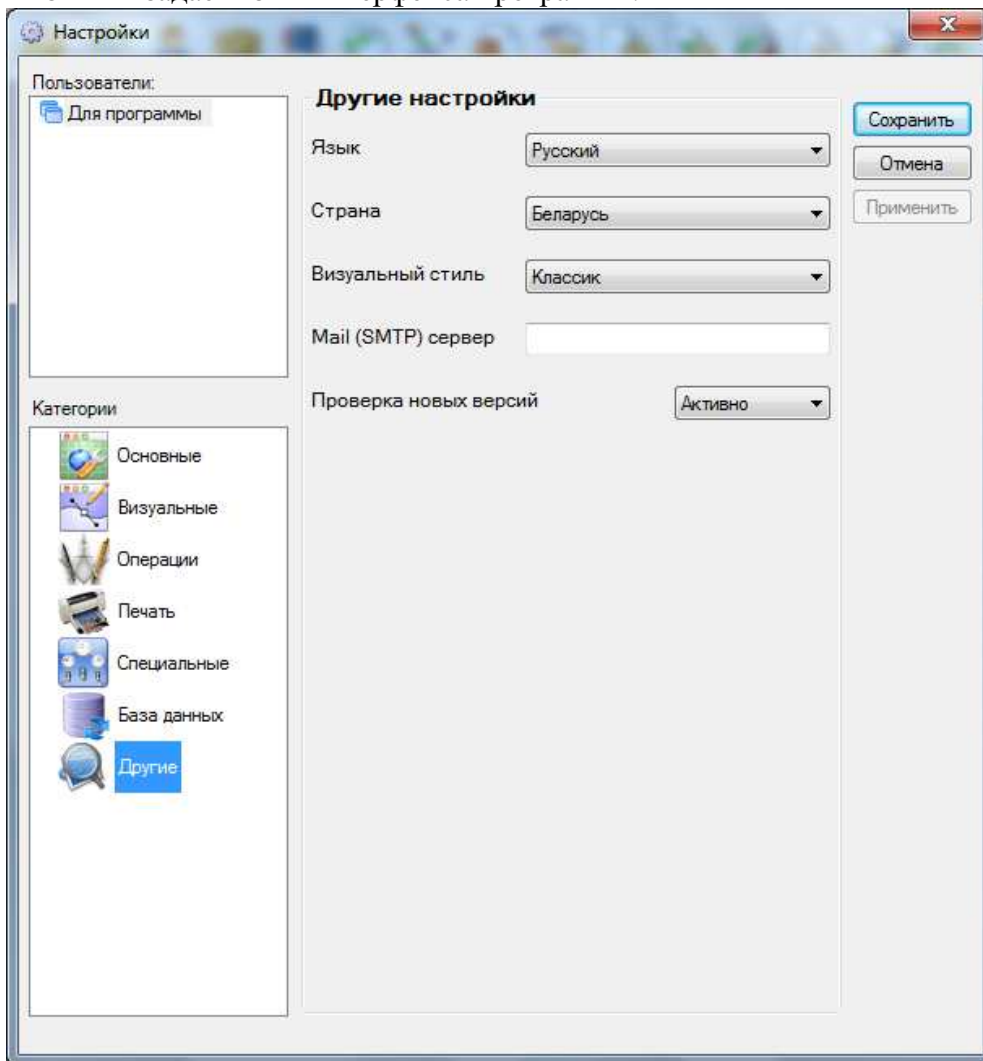 Настройки
Пользователи:
Для программы
Категории
Основные
Визуальные
Операции
Печать
Специальные
База данных
Другие
Другие настройки
Язык
Русский
Страна
Беларусь
Визуальный стиль
Классик
Mail (SMTP) сервер
Проверка новых версий
Активно
Сохранить
Отмена
Применить